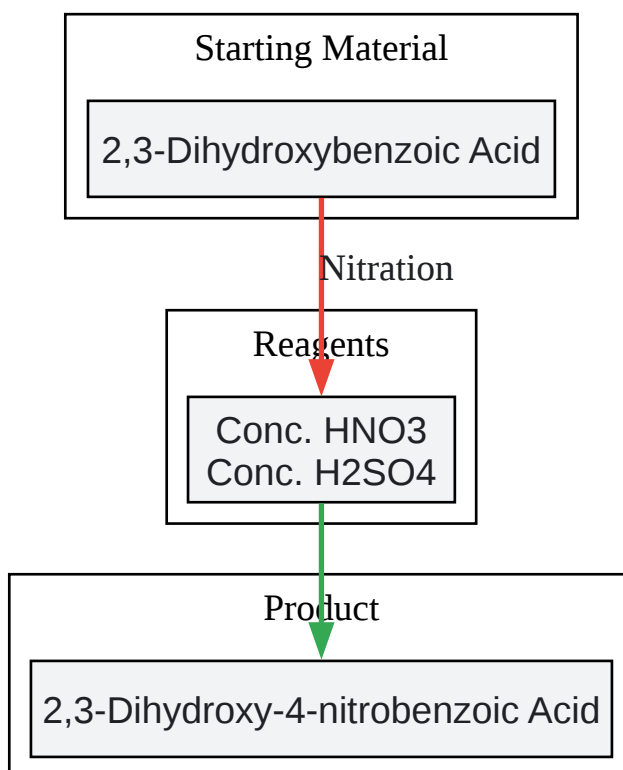 Starting Material
2,3-Dihydroxybenzoic Acid
Nitration
Reagents
Conc. HNO3
Conc. H2SO4
Product
2,3-Dihydroxy-4-nitrobenzoic Acid